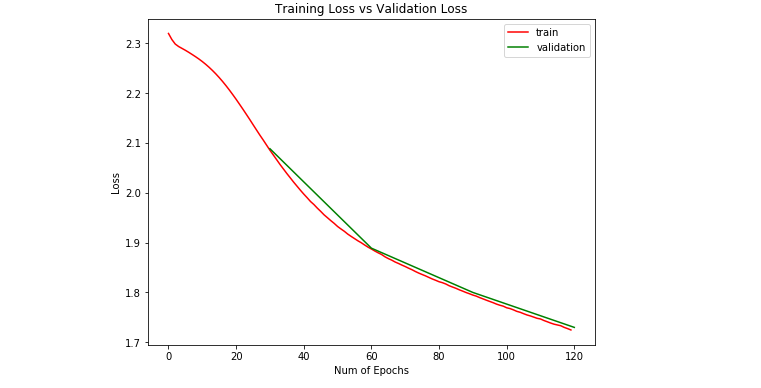 Training Loss vs Validation Loss
train
validation
2.3
2.2
2.1
2.0
1.9
1.8
1.7
Loss
0 20 40 60 80 100 120
Num of Epochs